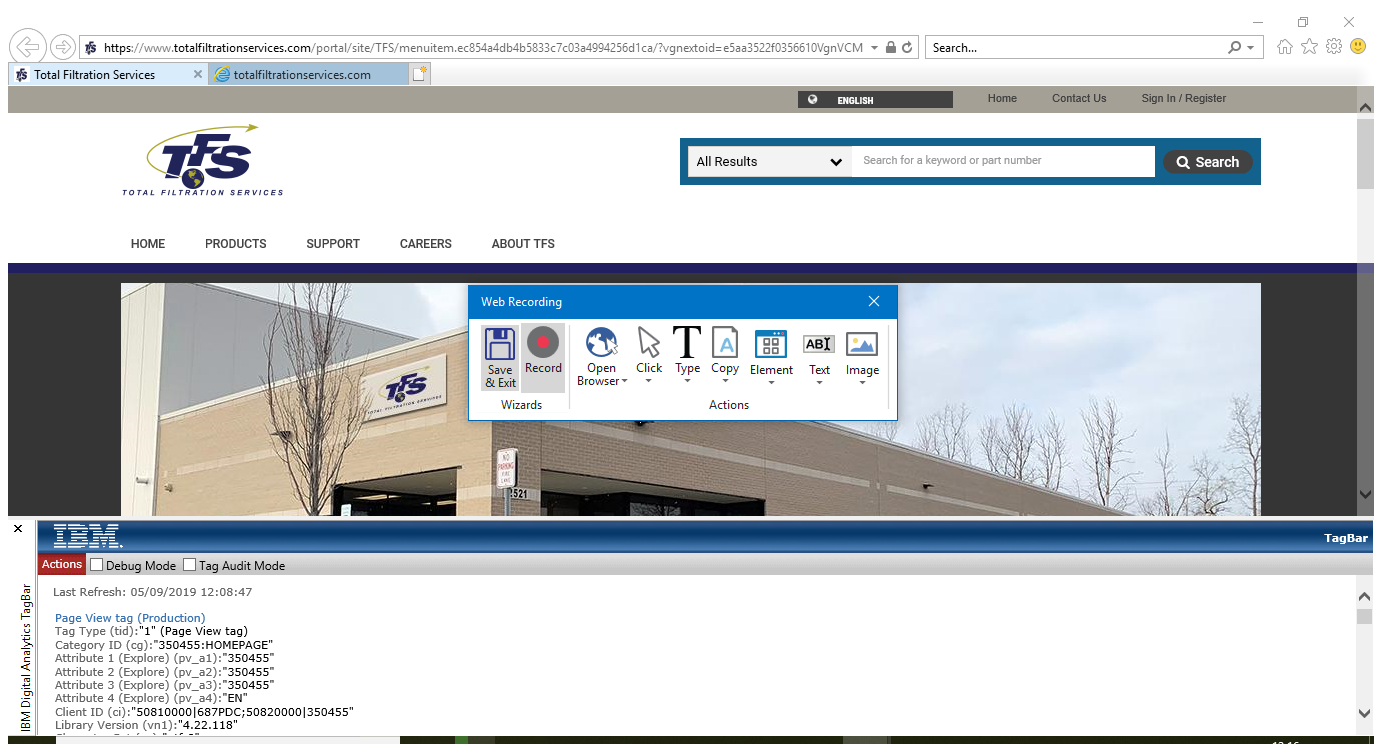 https://www.totalfiltrationservices.com/portal/site/TFS/menuitem.ec854a4db4b5833c7c03a4994256d1ca/?vgnextoid=e5aa3522f0356610VgnVCM
Search...
Total Filtration Services
totalfiltrationservices.com
ENGLISH
Home
Contact Us
Sign In / Register
TFS
TOTAL FILTRATION SERVICES
All Results
Search for a keyword or part number
Search
HOME
PRODUCTS
SUPPORT
CAREERS
ABOUT TFS
Web Recording
Save & Exit
Record
Open Browser
Click
Type
Copy
Element
Text
Image
Wizards
Actions
TFS
TOTAL FILTRATION SERVICES
NO
PARKING
FIRE
LANE
2521
IBM
TagBar
Actions
Debug Mode
Tag Audit Mode
IBM Digital Analytics TagBar
Last Refresh: 05/09/2019 12:08:47
Page View tag (Production)
Tag Type (tid):"1" (Page View tag)
Category ID (cg):"350455:HOMEPAGE"
Attribute 1 (Explore) (pv_a1):"350455"
Attribute 2 (Explore) (pv_a2):"350455"
Attribute 3 (Explore) (pv_a3):"350455"
Attribute 4 (Explore) (pv_a4):"EN"
Client ID (ci):"50810000|687PDC;50820000|350455"
Library Version (vn1):"4.22.118"